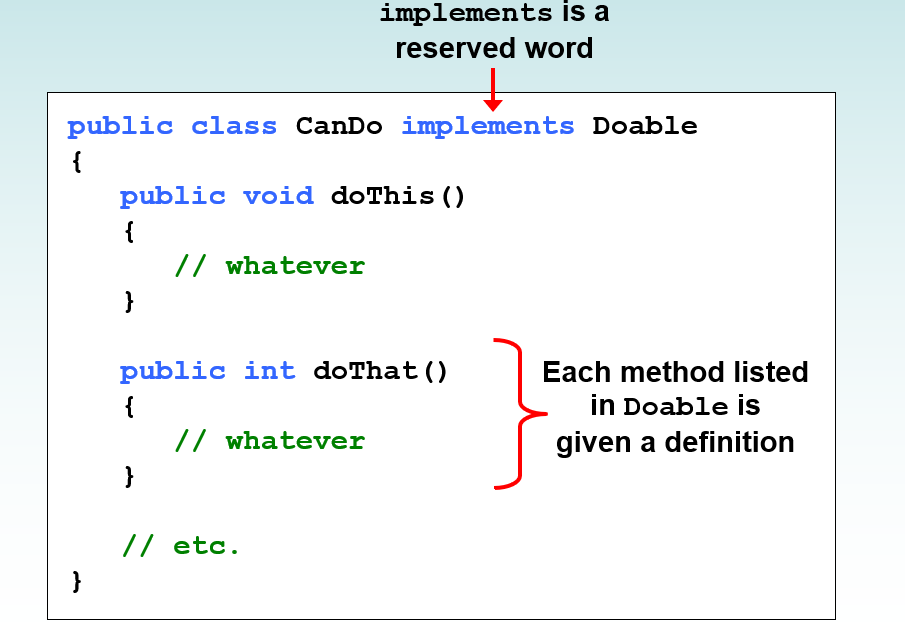 implements is a
reserved word
public class CanDo implements Doable
{
public void doThis()
{
// whatever
}
public int doThat()
{
// whatever
}
Each method listed
in Doable is
given a definition
// etc.
}